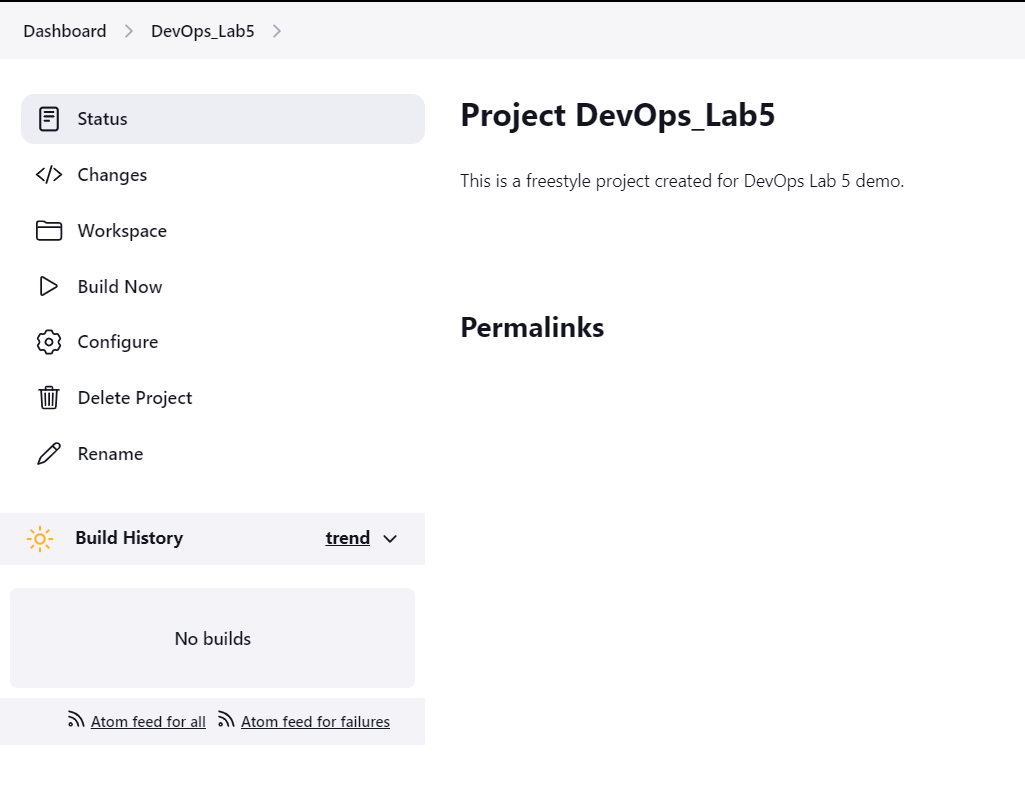 Dashboard
DevOps_Lab5
Status
Changes
Workspace
Build Now
Configure
Delete Project
Rename
Build History
trend
No builds
Atom feed for all
Atom feed for failures
Project DevOps_Lab5
This is a freestyle project created for DevOps Lab 5 demo.
Permalinks